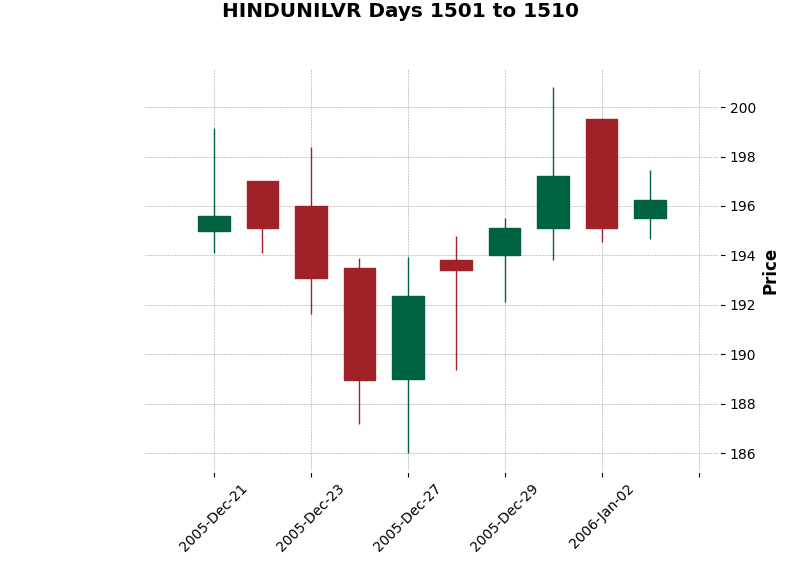 HINDUNILVR Days 1501 to 1510
200
198
196
194
192
190
188
186
Price
2005-Dec-21
2005-Dec-23
2005-Dec-27
2005-Dec-29
2006-Jan-02